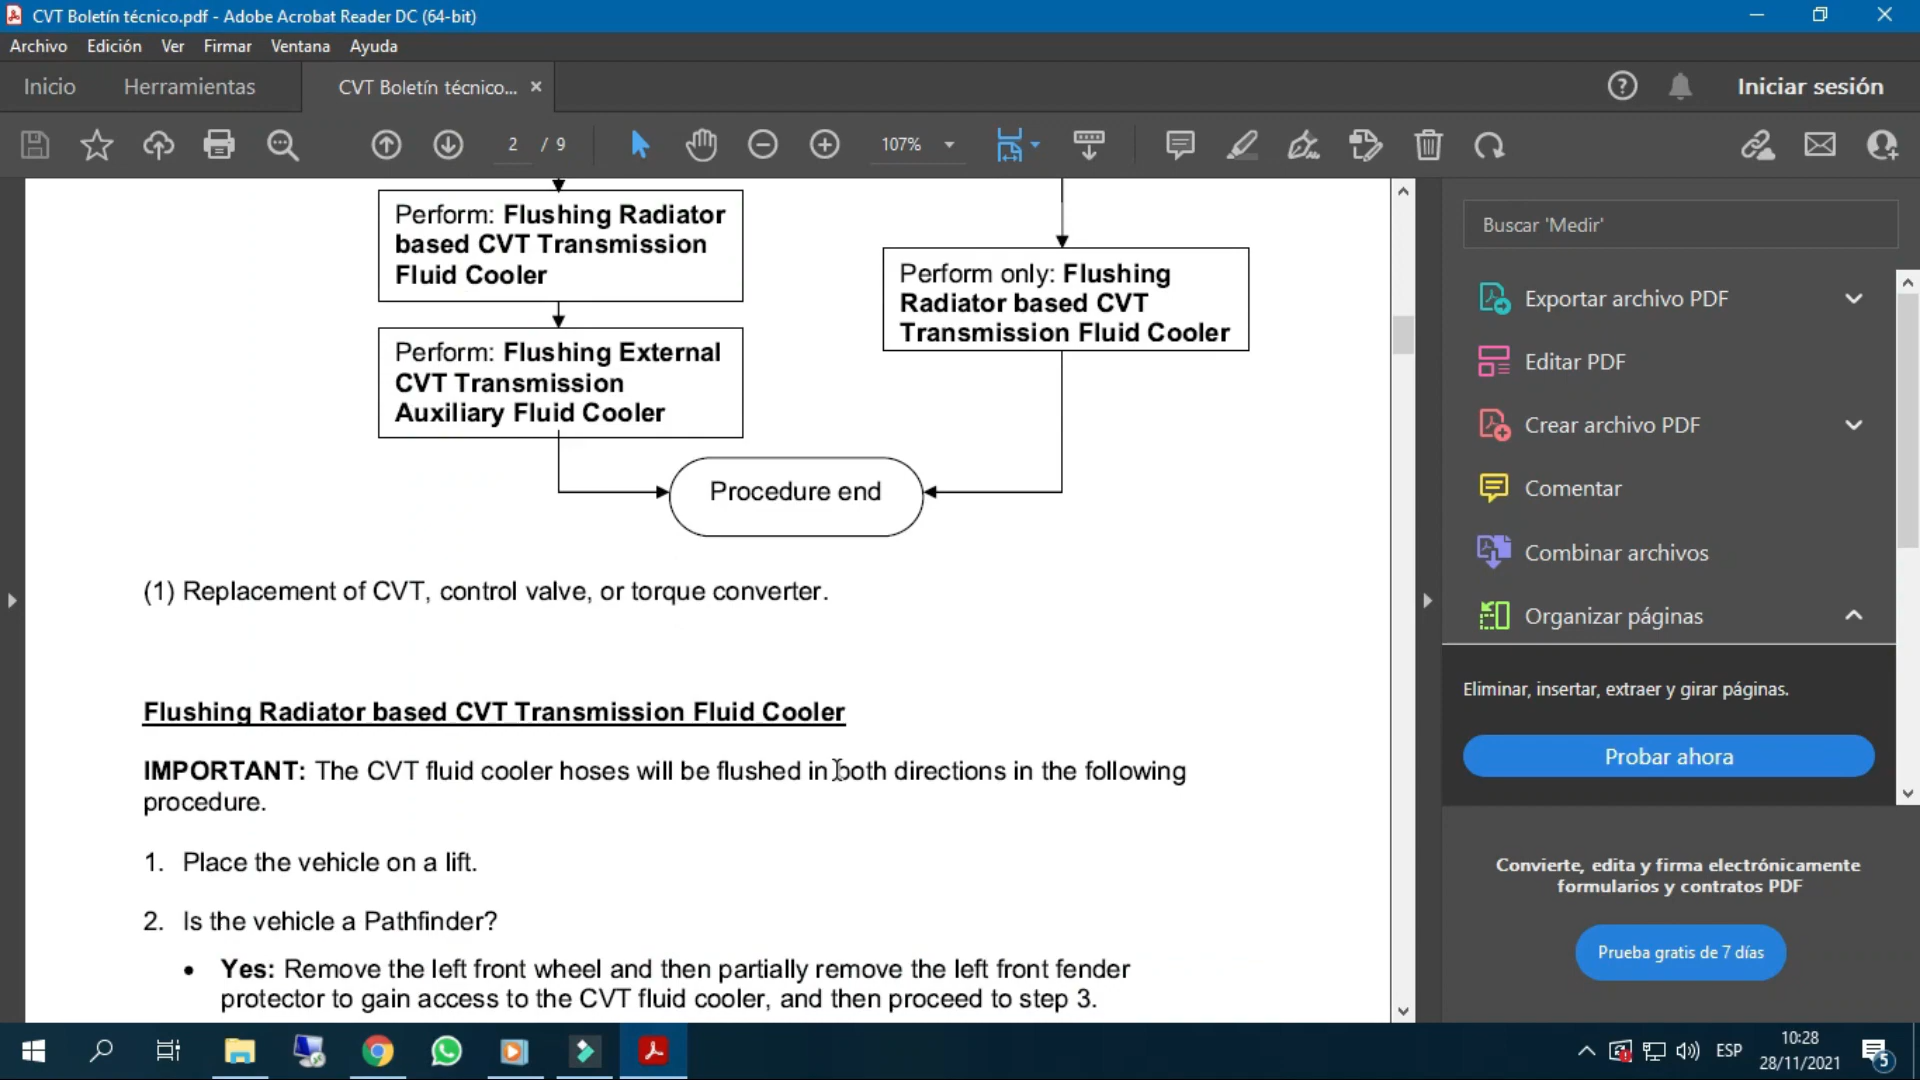 CVT Boletín técnico.pdf - Adobe Acrobat Reader DC (64-bit)
Archivo Edición Ver Firmar Ventana Ayuda
Inicio Herramientas CVT Boletín técnico... × Iniciar sesión
2 / 9 107%
Perform: Flushing Radiator
based CVT Transmission
Fluid Cooler
Perform only: Flushing
Radiator based CVT
Transmission Fluid Cooler
Perform: Flushing External
CVT Transmission
Auxiliary Fluid Cooler
Procedure end
(1) Replacement of CVT, control valve, or torque converter.
Flushing Radiator based CVT Transmission Fluid Cooler
IMPORTANT: The CVT fluid cooler hoses will be flushed in both directions in the following
procedure.
1. Place the vehicle on a lift.
2. Is the vehicle a Pathfinder?
• Yes: Remove the left front wheel and then partially remove the left front fender
protector to gain access to the CVT fluid cooler, and then proceed to step 3.
Buscar 'Medir'
Exportar archivo PDF
Editar PDF
Crear archivo PDF
Comentar
Combinar archivos
Organizar páginas
Eliminar, insertar, extraer y girar páginas.
Probar ahora
Convierte, edita y firma electrónicamente
formularios y contratos PDF
Prueba gratis de 7 días
ESP
10:28
28/11/2021
5